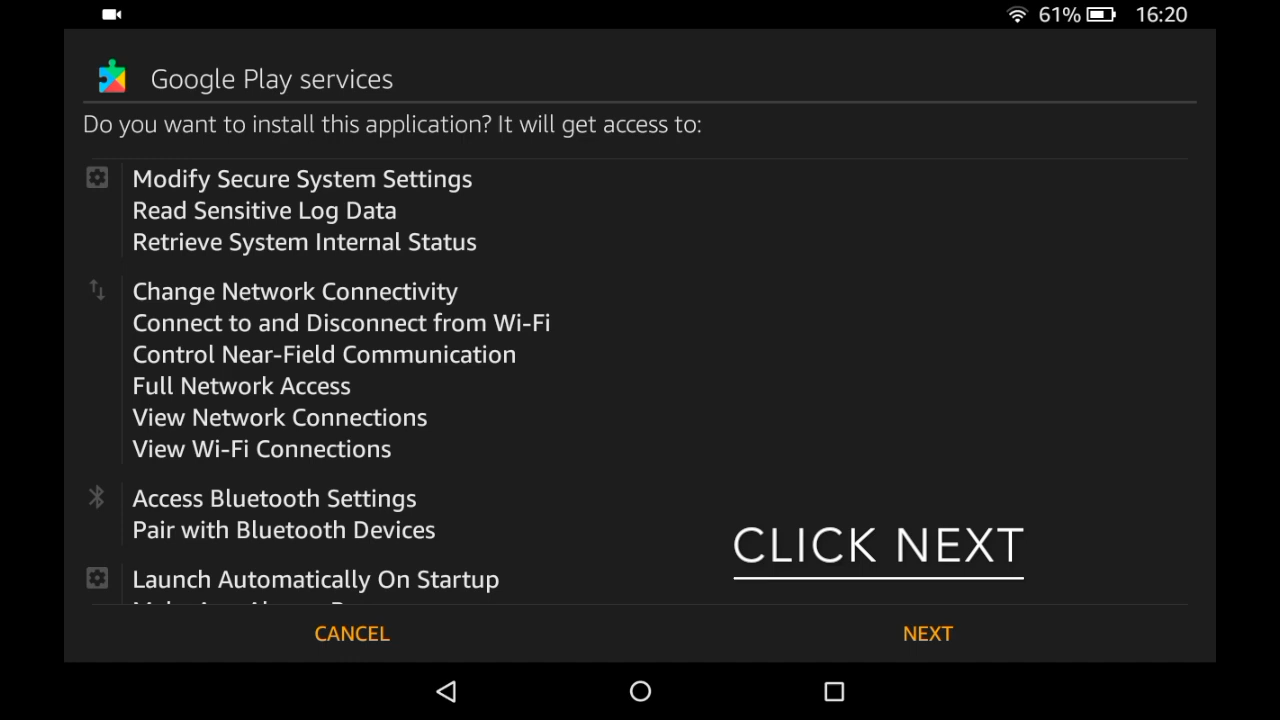 61% 16:20
Google Play services
Do you want to install this application? It will get access to:
Modify Secure System Settings
Read Sensitive Log Data
Retrieve System Internal Status
Change Network Connectivity
Connect to and Disconnect from Wi-Fi
Control Near-Field Communication
Full Network Access
View Network Connections
View Wi-Fi Connections
Access Bluetooth Settings
Pair with Bluetooth Devices
CLICK NEXT
Launch Automatically On Startup
CANCEL NEXT